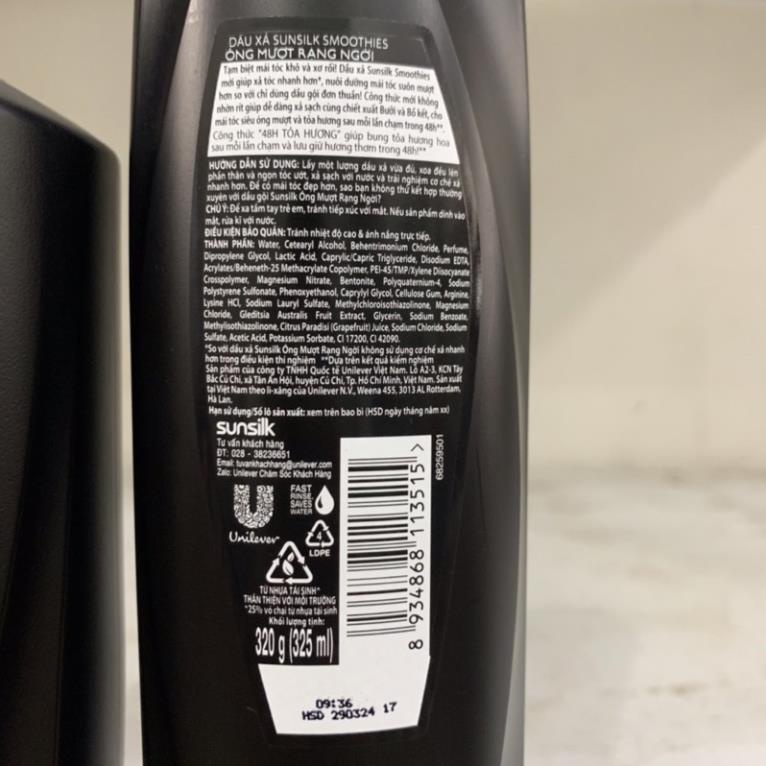 DẦU XẢ SUNSILK SMOOTHIES
ÓNG MƯỢT RẠNG NGỜI
Tạm biệt mái tóc khô và xơ rối! Dầu xả Sunsilk Smoothies
mới giúp xả tóc nhanh hơn*, nuôi dưỡng mái tóc suôn mượt
hơn so với chỉ dùng dầu gội đơn thuần! Công thức mới không
nhờn rít giúp dễ dàng xả sạch cùng chiết xuất Bưởi và Bồ kết, cho
mái tóc siêu óng mượt và tỏa hương sau mỗi lần chạm trong 48h**.
Công thức "48H TỎA HƯƠNG" giúp bung tỏa hương hoa
sau mỗi lần chạm và lưu giữ hương thơm trong 48h!**
HƯỚNG DẪN SỬ DỤNG: Lấy một lượng dầu xả vừa đủ, xoa đều lên
phần thân và ngọn tóc ướt, xả sạch với nước và trải nghiệm cơ chế xả
nhanh hơn. Để có mái tóc đẹp hơn, sao bạn không thử kết hợp thường
xuyên với dầu gội Sunsilk Óng Mượt Rạng Ngời?
CHÚ Ý: Để xa tầm tay trẻ em, tránh tiếp xúc với mắt. Nếu sản phẩm dính vào
mắt, rửa kĩ với nước.
ĐIỀU KIỆN BẢO QUẢN: Tránh nhiệt độ cao & ánh nắng trực tiếp.
THÀNH PHẦN: Water, Cetearyl Alcohol, Behentrimonium Chloride, Perfume,
Dipropylene Glycol, Lactic Acid, Caprylic/Capric Triglyceride, Disodium EDTA,
Acrylates/Beheneth-25 Methacrylate Copolymer, PEI-45/TMP/Xylene Diisocyanate
Crosspolymer, Magnesium Nitrate, Bentonite, Polyquaternium-4, Sodium
Polystyrene Sulfonate, Phenoxyethanol, Caprylyl Glycol, Cellulose Gum, Arginine,
Lysine HCl, Sodium Lauryl Sulfate, Methylchloroisothiazolinone, Magnesium
Chloride, Gleditsia Australis Fruit Extract, Glycerin, Sodium Benzoate,
Methylisothiazolinone, Citrus Paradisi (Grapefruit) Juice, Sodium Chloride, Sodium
Sulfate, Acetic Acid, Potassium Sorbate, CI 17200, CI 42090.
*So với dầu xả Sunsilk Óng Mượt Rạng Ngời không sử dụng cơ chế xả nhanh
hơn trong điều kiện thí nghiệm **Dựa trên kết quả kiểm nghiệm
Sản phẩm của công ty TNHH Quốc tế Unilever Việt Nam. Lô A2-3, KCN Tây
Bắc Củ Chi, xã Tân An Hội, huyện Củ Chi, Tp. Hồ Chí Minh, Việt Nam. Sản xuất
tại Việt Nam theo li-xăng của Unilever N.V., Weena 455, 3013 AL Rotterdam,
Hà Lan.
Hạn sử dụng/Số lô sản xuất: xem trên bao bì (HSD ngày tháng năm xx)
sunsilk
Tư vấn khách hàng
ĐT: 028 - 38236651
Email: tuvankhachhang@unilever.com
Zalo: Unilever Chăm Sóc Khách Hàng
68259501
FAST
RINSE,
SAVES
WATER
Unilever
4
LDPE
TỪ NHỰA TÁI SINH*
THÂN THIỆN VỚI MÔI TRƯỜNG
*25% vỏ chai từ nhựa tái sinh
Khối lượng tịnh:
320 g (325 ml)
8 934868 113515 >
09:36
HSD 290324 17